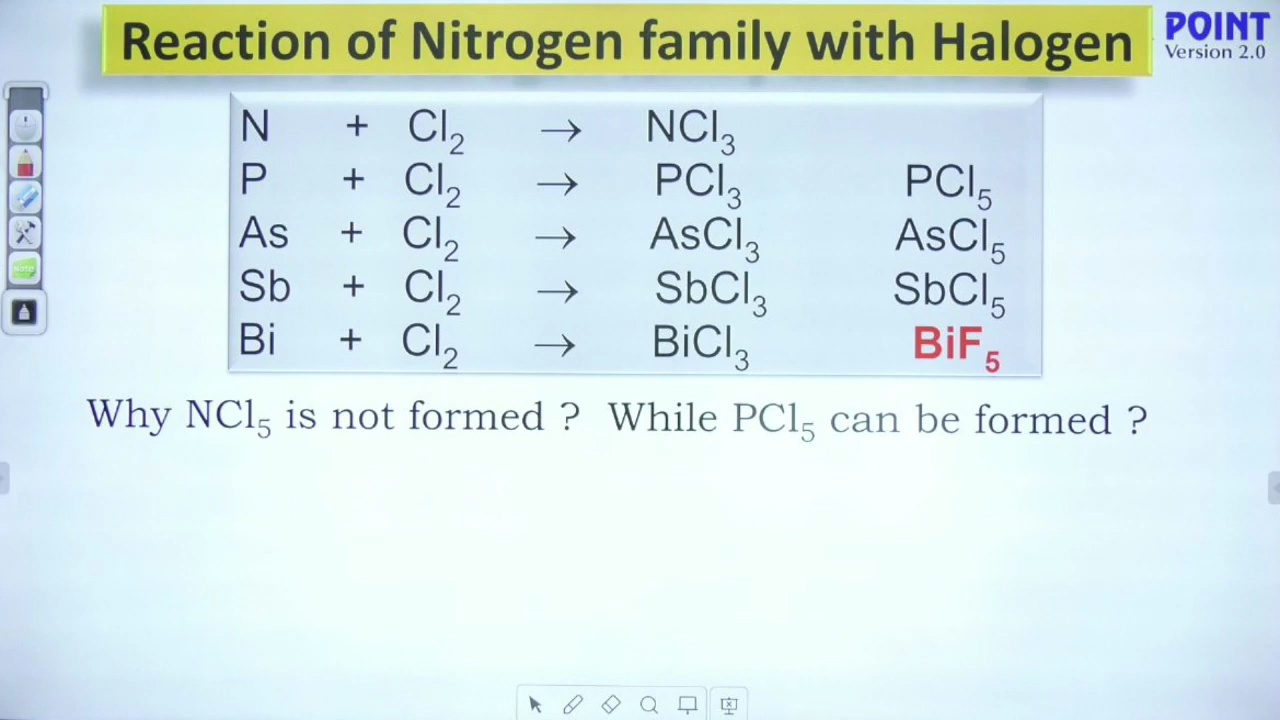 Reaction of Nitrogen family with Halogen
POINT
Version 2.0
N + Cl₂ → NCl₃
P + Cl₂ → PCl₃ PCl₅
As + Cl₂ → AsCl₃ AsCl₅
Sb + Cl₂ → SbCl₃ SbCl₅
Bi + Cl₂ → BiCl₃ BiF₅
Why NCl₅ is not formed ? While PCl₅ can be formed ?